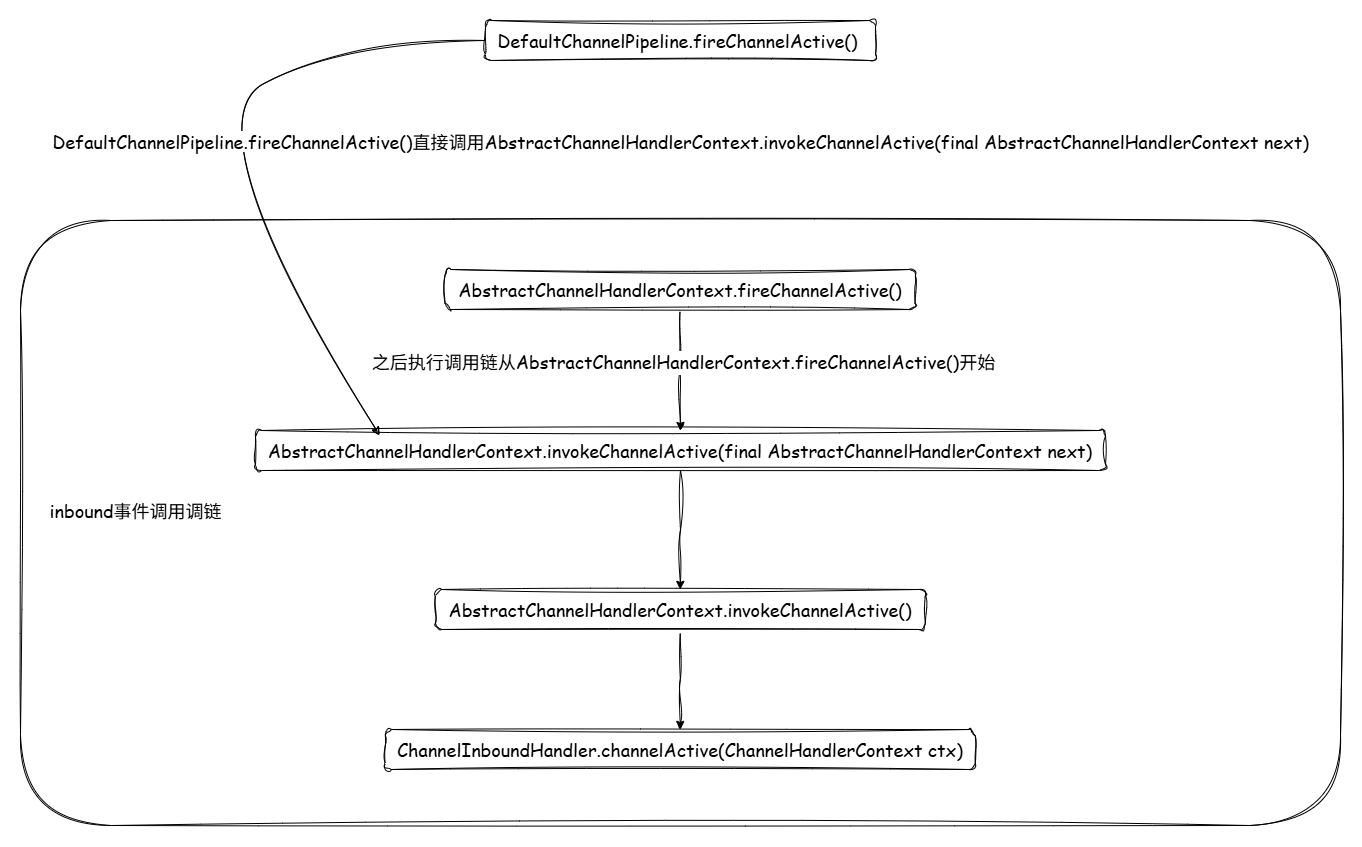 DefaultChannelPipeline.fireChannelActive()
DefaultChannelPipeline.fireChannelActive()直接调用AbstractChannelHandlerContext.invokeChannelActive(final AbstractChannelHandlerContext next)
AbstractChannelHandlerContext.fireChannelActive()
之后执行调用链从AbstractChannelHandlerContext.fireChannelActive()开始
AbstractChannelHandlerContext.invokeChannelActive(final AbstractChannelHandlerContext next)
inbound事件调用调链
AbstractChannelHandlerContext.invokeChannelActive()
ChannelInboundHandler.channelActive(ChannelHandlerContext ctx)